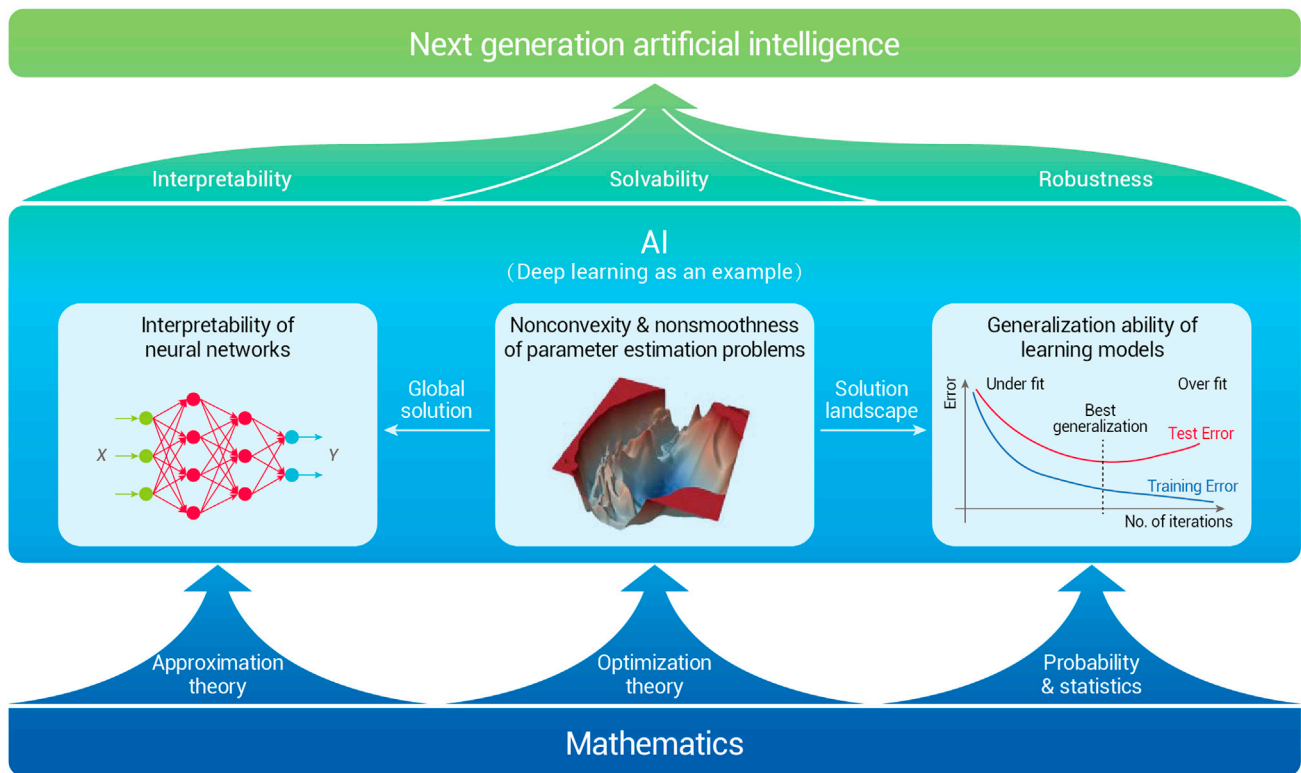 Next generation artificial intelligence
Interpretability
Solvability
Robustness
AI
(Deep learning as an example)
Interpretability of
neural networks
X
Y
Global
solution
Nonconvexity & nonsmoothness
of parameter estimation problems
Solution
landscape
Generalization ability of
learning models
Error
Under fit
Over fit
Best
generalization
Test Error
Training Error
No. of iterations
Approximation
theory
Optimization
theory
Probability
& statistics
Mathematics